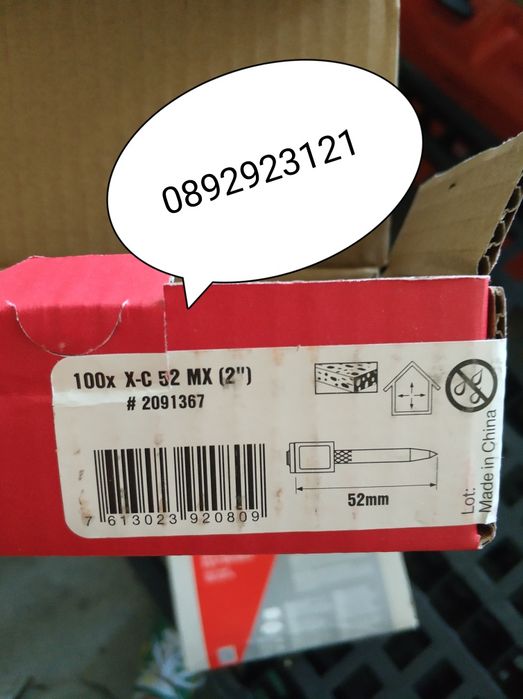 0892923121
100x X-C 52 MX (2")
# 2091367
7 613023 920809
52mm
Lot:
Made in China